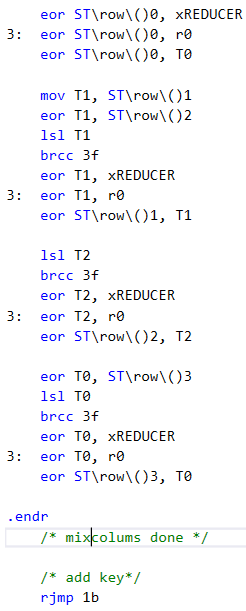 eor ST\row\()0, xREDUCER
3: eor ST\row\()0, r0
eor ST\row\()0, T0
mov T1, ST\row\()1
eor T1, ST\row\()2
lsl T1
brcc 3f
eor T1, xREDUCER
3: eor T1, r0
eor ST\row\()1, T1
lsl T2
brcc 3f
eor T2, xREDUCER
3: eor T2, r0
eor ST\row\()2, T2
eor T0, ST\row\()3
lsl T0
brcc 3f
eor T0, xREDUCER
3: eor T0, r0
eor ST\row\()3, T0
.endr
/* mixcolums done */
/* add key*/
rjmp 1b